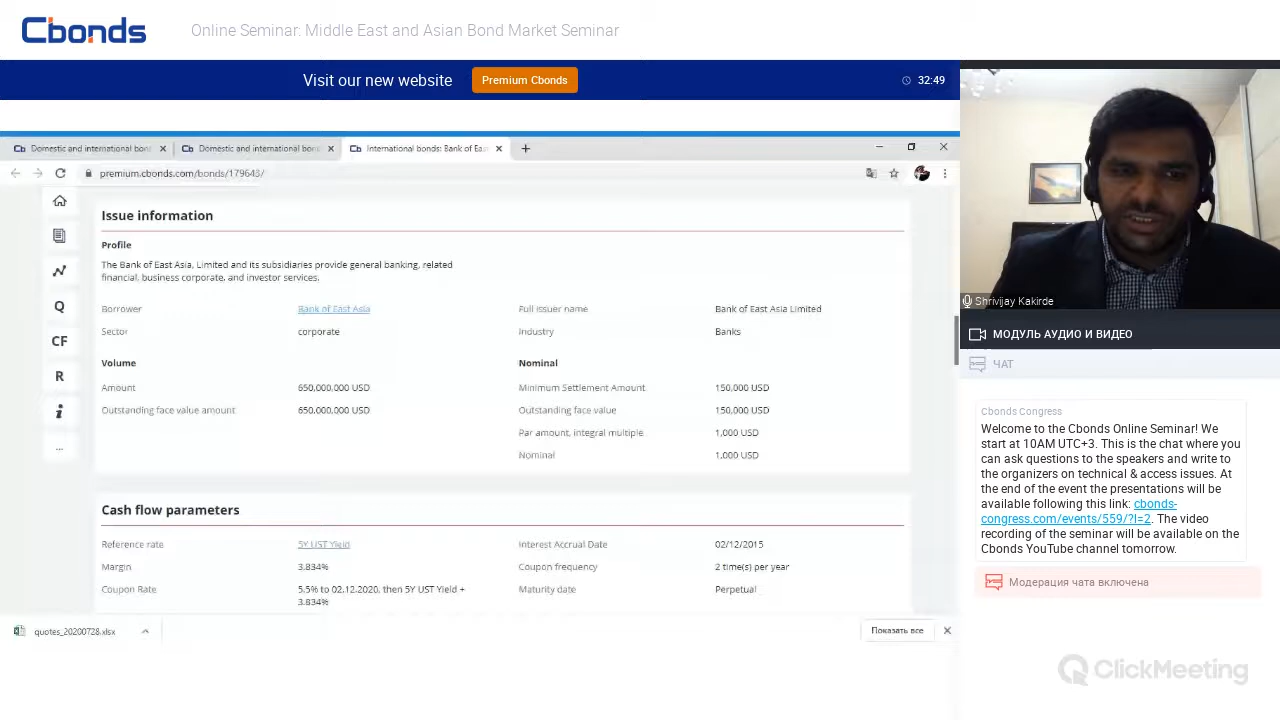 Cbonds
Online Seminar: Middle East and Asian Bond Market Seminar
Visit our new website
Premium Cbonds
32:49
Domestic and international bon
Domestic and international bon
International bonds: Bank of Eas
premium.cbonds.com/bonds/179643/
Issue information
Profile
The Bank of East Asia, Limited and its subsidiaries provide general banking, related
financial, business corporate, and investor services.
Borrower Bank of East Asia Full issuer name Bank of East Asia Limited
Sector corporate Industry Banks
Volume Nominal
Amount 650,000,000 USD Minimum Settlement Amount 150,000 USD
Outstanding face value amount 650,000,000 USD Outstanding face value 150,000 USD
Par amount, integral multiple 1,000 USD
Nominal 1,000 USD
Q
CF
R
i
...
Cash flow parameters
Reference rate 5Y UST Yield Interest Accrual Date 02/12/2015
Margin 3.834% Coupon frequency 2 time(s) per year
Coupon Rate 5.5% to 02.12.2020, then 5Y UST Yield + Maturity date Perpetual
3.834%
quotes_20200728.xlsx
Показать все
Shrivijay Kakirde
МОДУЛЬ АУДИО И ВИДЕО
ЧАТ
Cbonds Congress
Welcome to the Cbonds Online Seminar! We
start at 10AM UTC+3. This is the chat where you
can ask questions to the speakers and write to
the organizers on technical & access issues. At
the end of the event the presentations will be
available following this link: cbonds-
congress.com/events/559/?l=2. The video
recording of the seminar will be available on the
Cbonds YouTube channel tomorrow.
Модерация чата включена
ClickMeeting